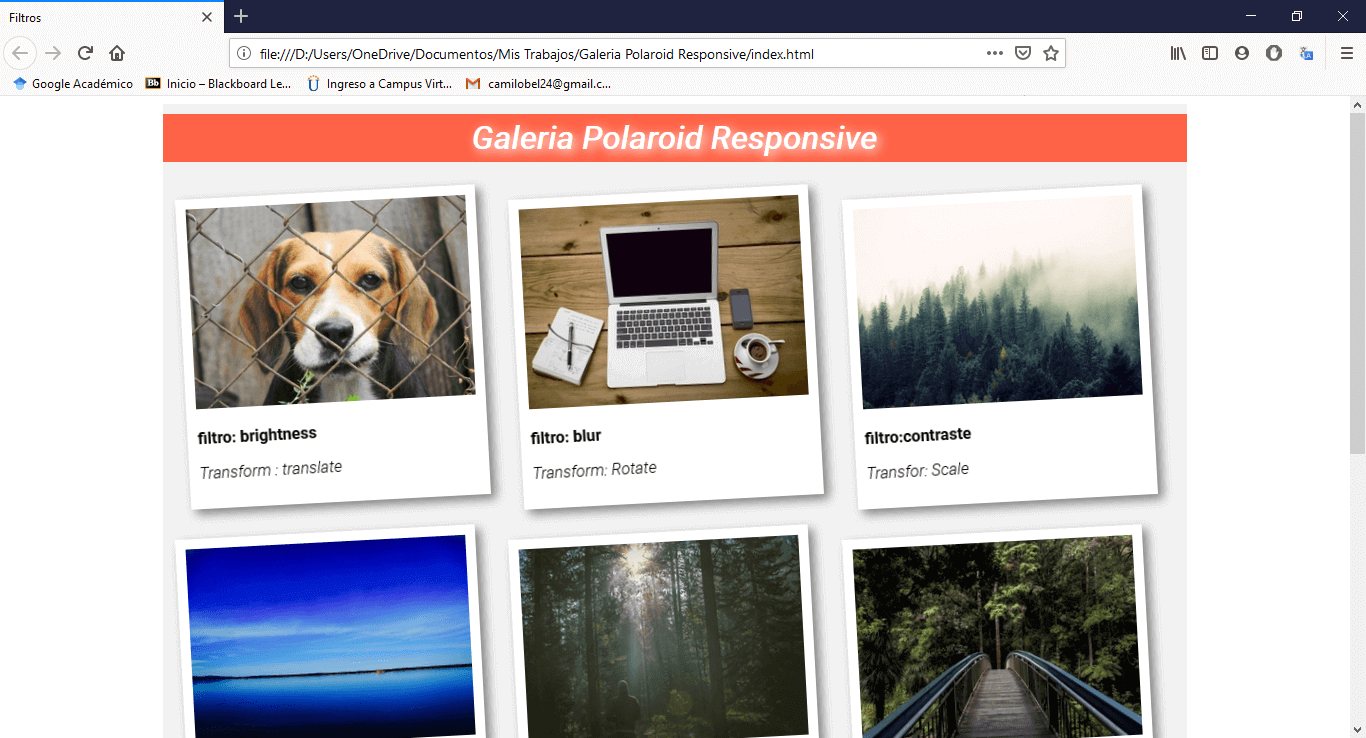 Filtros
file:///D:/Users/OneDrive/Documentos/Mis Trabajos/Galeria Polaroid Responsive/index.html
Google Académico
Bb Inicio – Blackboard Le...
Ingreso a Campus Virt...
camilobel24@gmail.c...
Galeria Polaroid Responsive
filtro: brightness
Transform : translate
filtro: blur
Transform: Rotate
filtro:contraste
Transfor: Scale